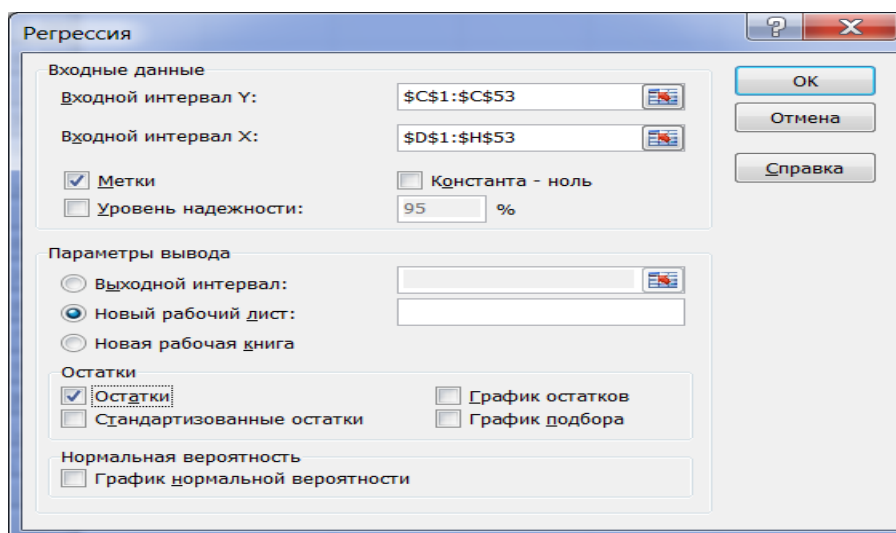 Регрессия
Входные данные
Входной интервал Y: $C$1:$C$53
Входной интервал X: $D$1:$H$53
Метки Константа - ноль
Уровень надежности: 95 %
OK
Отмена
Справка
Параметры вывода
Выходной интервал:
Новый рабочий лист:
Новая рабочая книга
Остатки
Остатки График остатков
Стандартизованные остатки График подбора
Нормальная вероятность
График нормальной вероятности